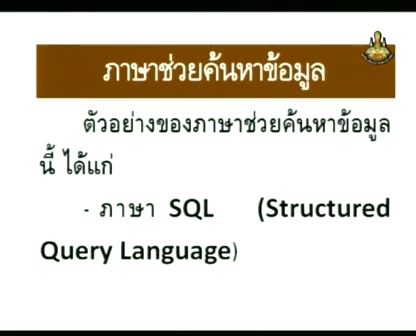 ภาษาช่วยค้นหาข้อมูล
ตัวอย่างของภาษาช่วยค้นหาข้อมูล
นี้ ได้แก่
- ภาษา SQL (Structured
Query Language)